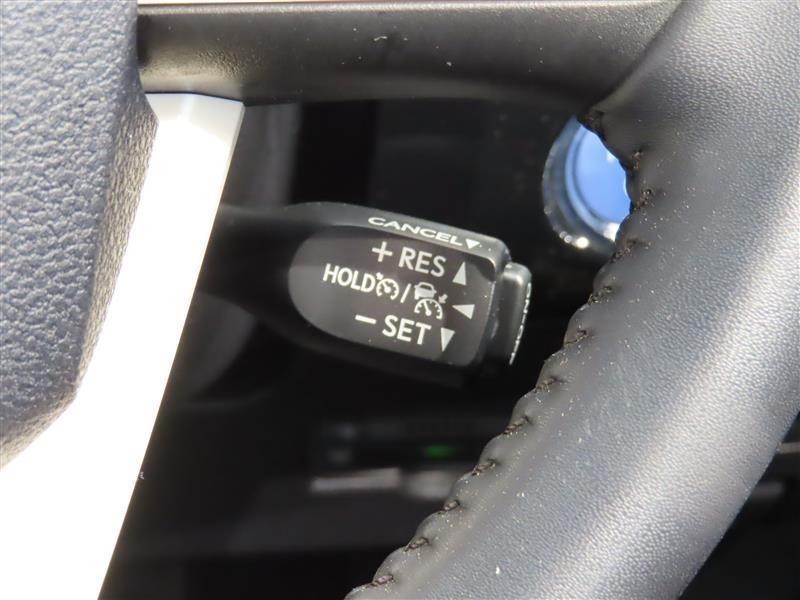 CANCEL▼
+ RES ▲
HOLD / ◀
− SET ▼